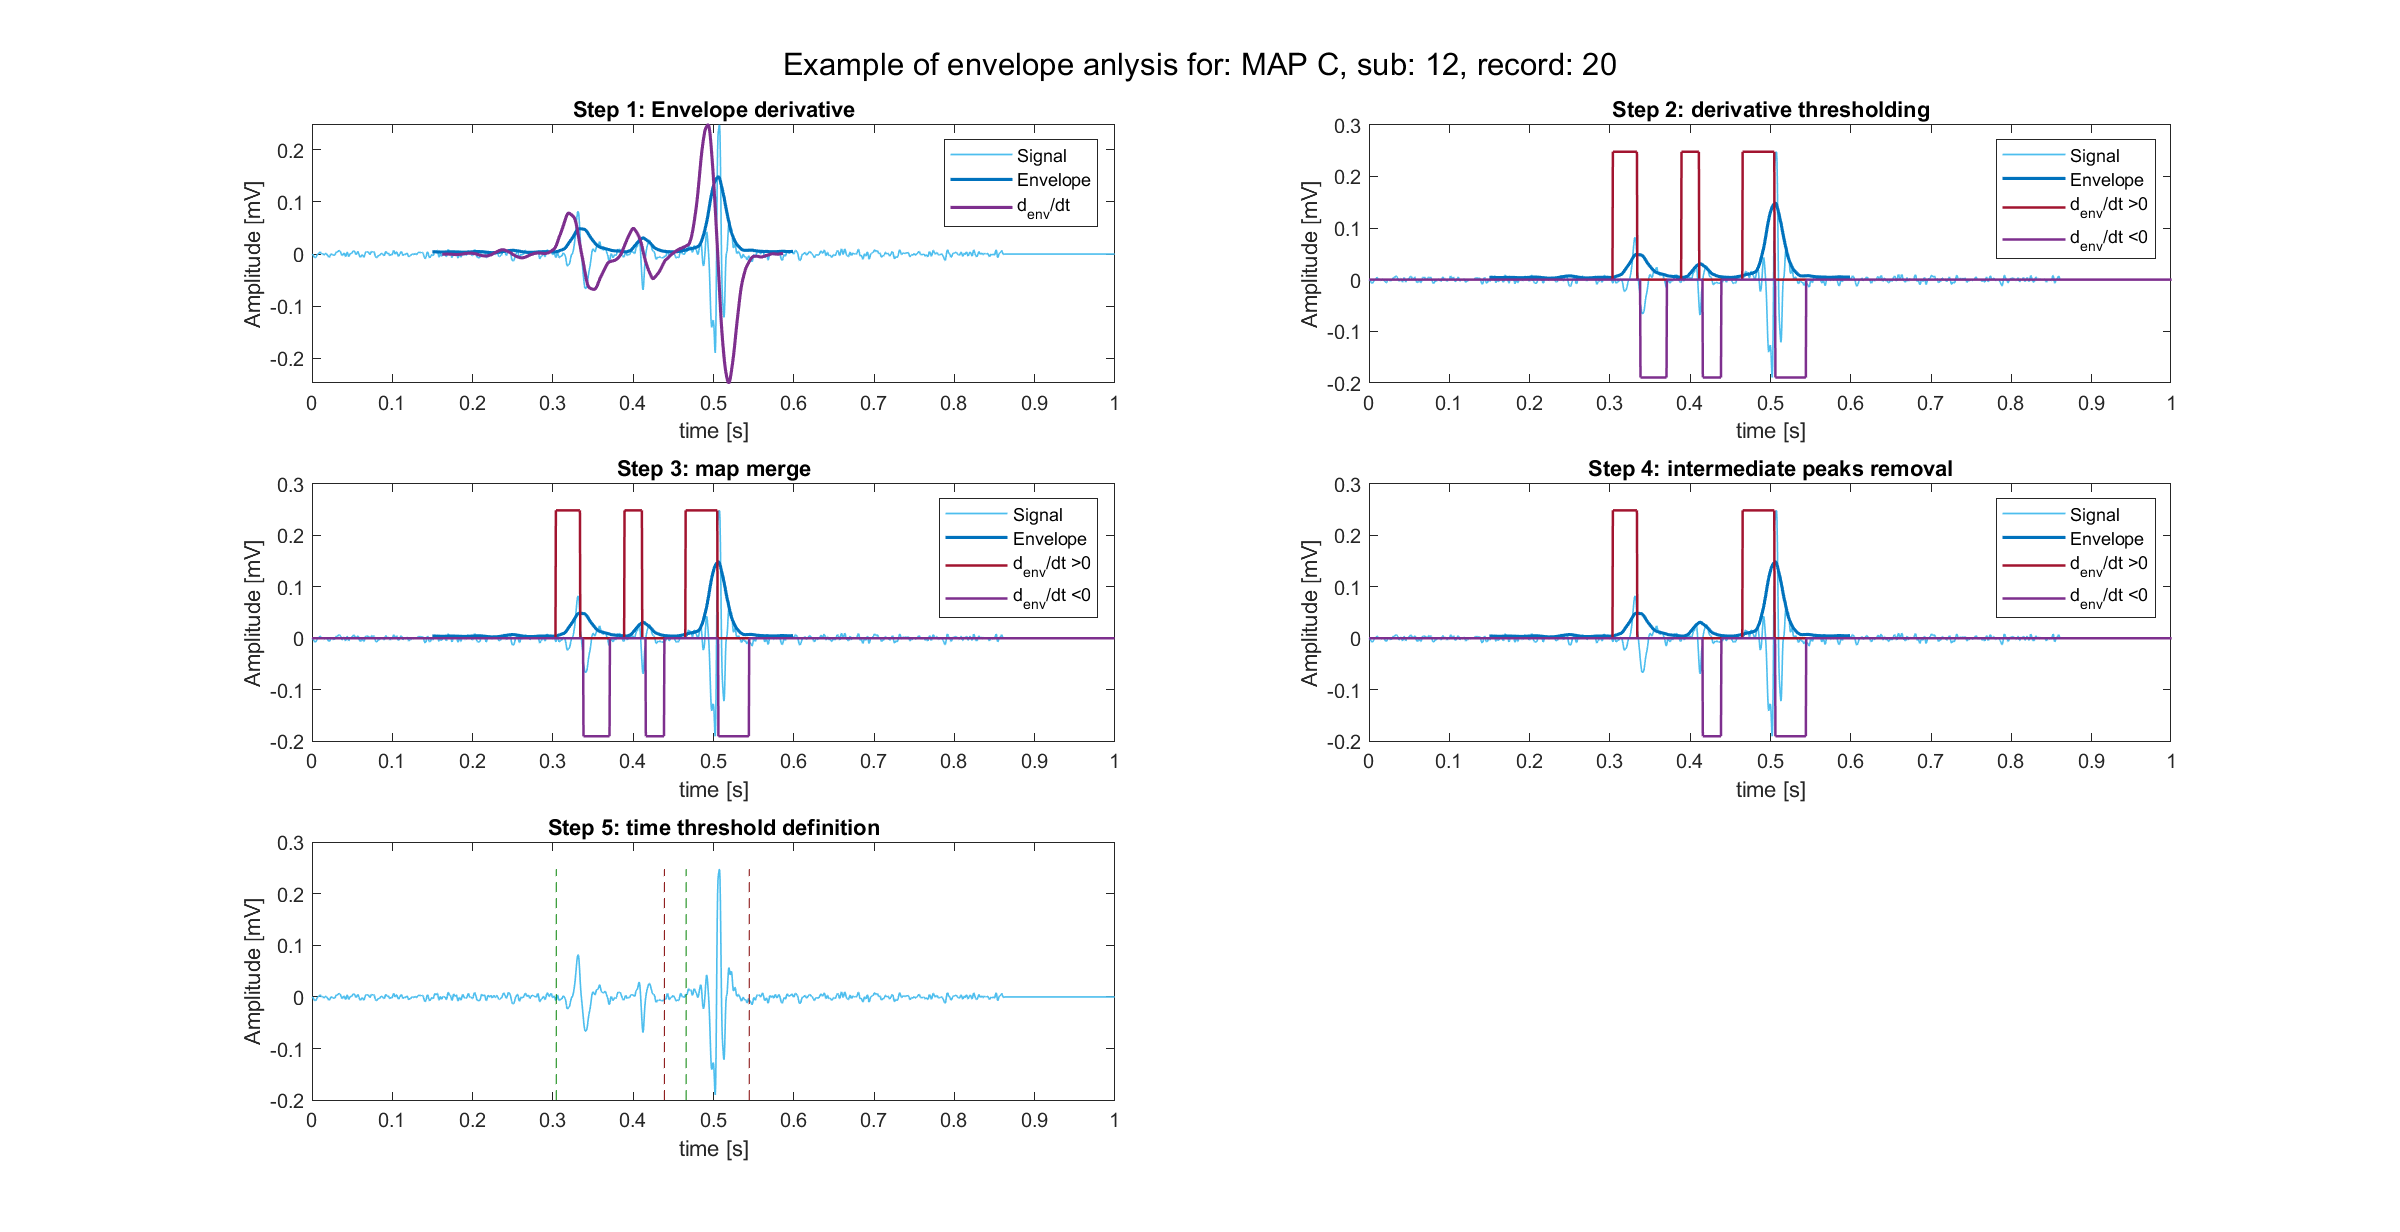 Example of envelope anlysis for: MAP C, sub: 12, record: 20
Step 1: Envelope derivative
0.2
0.1
0
-0.1
-0.2
Amplitude [mV]
0 0.1 0.2 0.3 0.4 0.5 0.6 0.7 0.8 0.9 1
time [s]
Signal
Envelope
d_env/dt
Step 2: derivative thresholding
0.3
0.2
0.1
0
-0.1
-0.2
Amplitude [mV]
0 0.1 0.2 0.3 0.4 0.5 0.6 0.7 0.8 0.9 1
time [s]
Signal
Envelope
d_env/dt >0
d_env/dt <0
Step 3: map merge
0.3
0.2
0.1
0
-0.1
-0.2
Amplitude [mV]
0 0.1 0.2 0.3 0.4 0.5 0.6 0.7 0.8 0.9 1
time [s]
Signal
Envelope
d_env/dt >0
d_env/dt <0
Step 4: intermediate peaks removal
0.3
0.2
0.1
0
-0.1
-0.2
Amplitude [mV]
0 0.1 0.2 0.3 0.4 0.5 0.6 0.7 0.8 0.9 1
time [s]
Signal
Envelope
d_env/dt >0
d_env/dt <0
Step 5: time threshold definition
0.3
0.2
0.1
0
-0.1
-0.2
Amplitude [mV]
0 0.1 0.2 0.3 0.4 0.5 0.6 0.7 0.8 0.9 1
time [s]